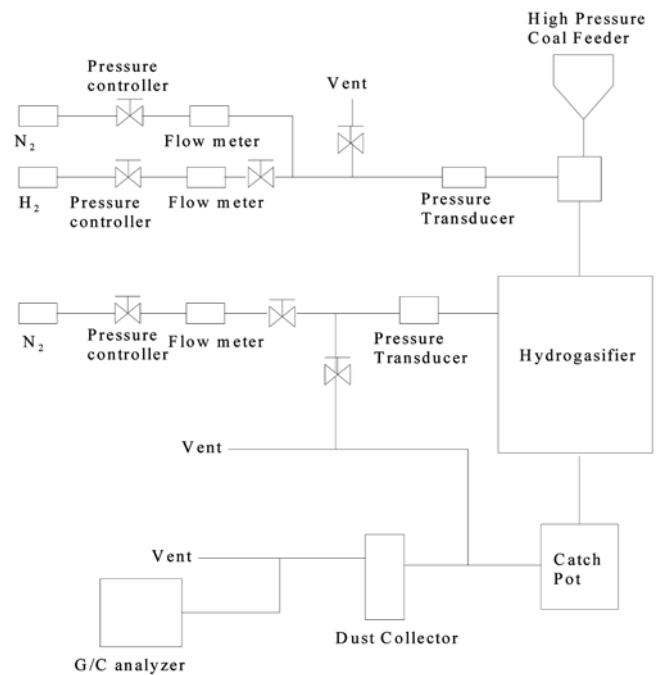 High Pressure
Coal Feeder
Pressure
controller
Vent
N₂
Flow meter
H₂
Pressure
controller
Flow meter
Pressure
Transducer
N₂
Pressure
controller
Flow meter
Pressure
Transducer
Hydrogasifier
Vent
Vent
Catch
Pot
Dust Collector
G/C analyzer